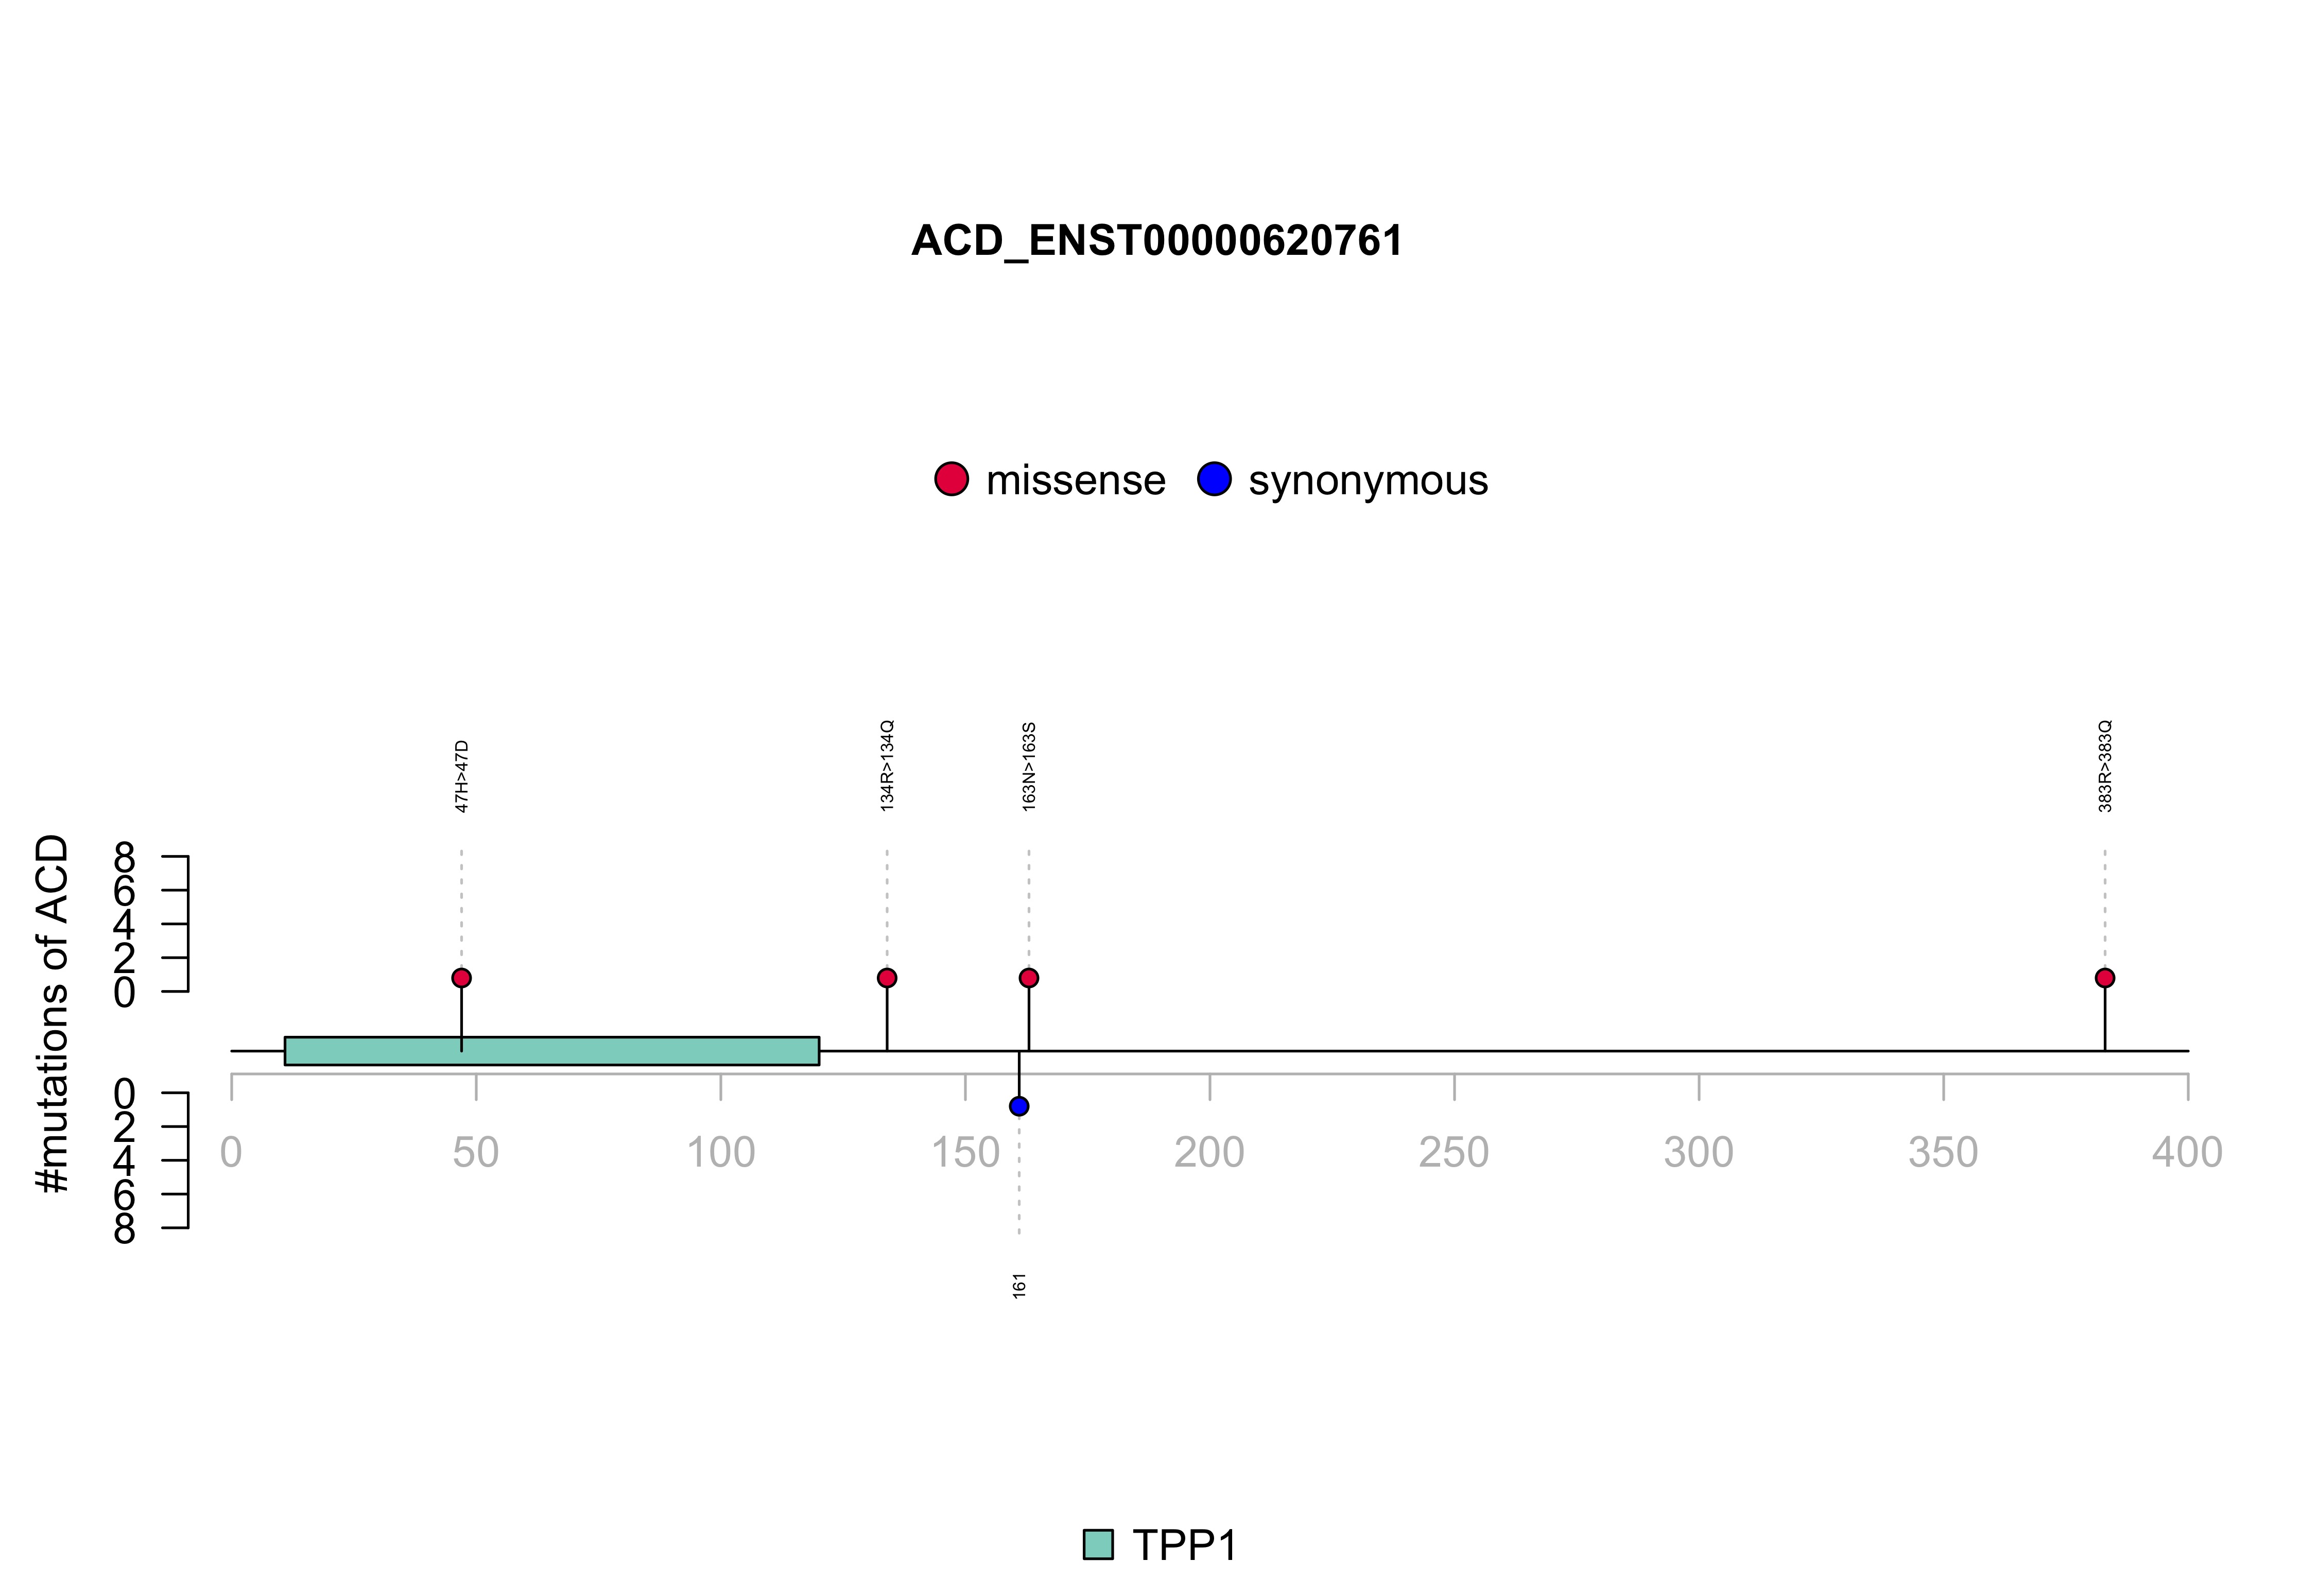 ACD_ENST00000620761
missense
synonymous
47H>47D
134R>134Q
163N>163S
383R>383Q
#mutations of ACD
8
6
4
2
0
0
2
4
6
8
0
50
100
150
200
250
300
350
400
161
TPP1